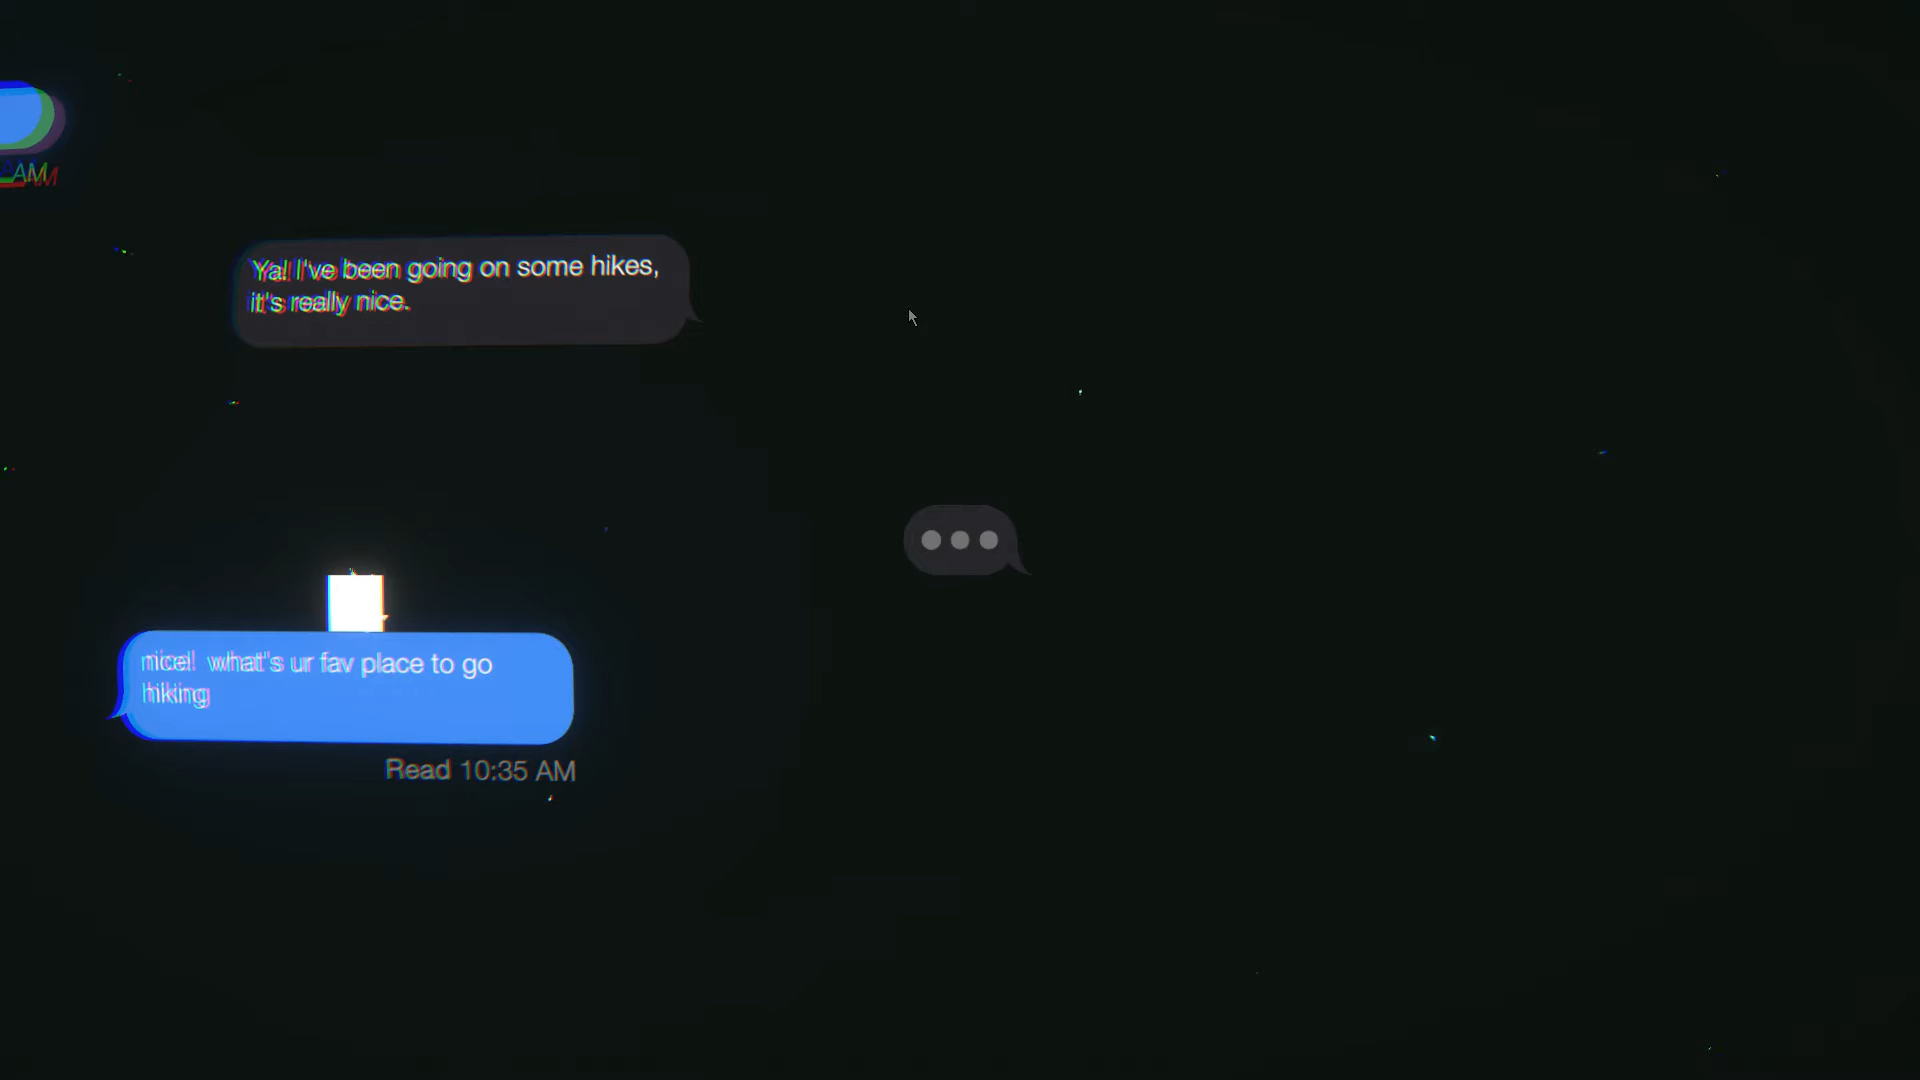 AM
Ya! I've been going on some hikes,
it's really nice.
nice!  what's ur fav place to go
hiking
Read 10:35 AM